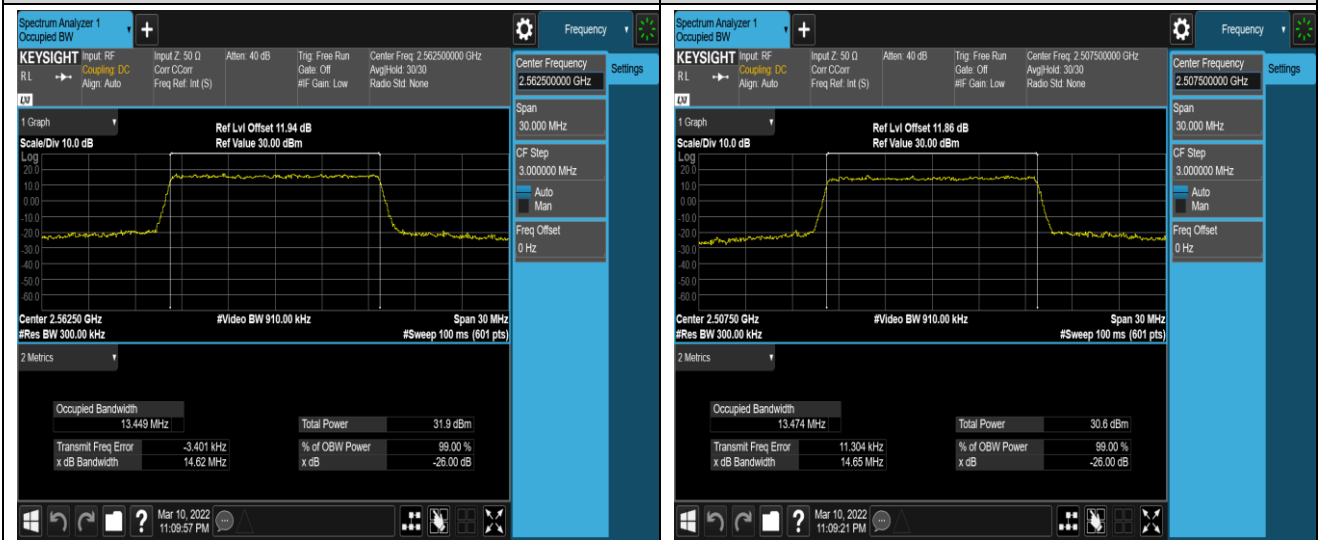 Spectrum Analyzer 1
Occupied BW
+
Frequency
KEYSIGHT Input: RF Input Z: 50 Ω Atten: 40 dB Trig: Free Run Center Freq: 2.562500000 GHz
Coupling: DC Corr CCorr Gate: Off Avg|Hold: 30/30
RL Align: Auto Freq Ref: Int (S) #IF Gain: Low Radio Std: None
LXI
Center Frequency
2.562500000 GHz
Settings
Span
30.000 MHz
CF Step
3.000000 MHz
Auto
Man
Freq Offset
0 Hz
1 Graph
Ref Lvl Offset 11.94 dB
Scale/Div 10.0 dB Ref Value 30.00 dBm
Log
20.0
10.0
0.00
-10.0
-20.0
-30.0
-40.0
-50.0
-60.0
Center 2.56250 GHz #Video BW 910.00 kHz Span 30 MHz
#Res BW 300.00 kHz #Sweep 100 ms (601 pts)
2 Metrics
Occupied Bandwidth
13.449 MHz Total Power 31.9 dBm
Transmit Freq Error -3.401 kHz % of OBW Power 99.00 %
x dB Bandwidth 14.62 MHz x dB -26.00 dB
? Mar 10, 2022
11:09:57 PM
Spectrum Analyzer 1
Occupied BW
+
Frequency
KEYSIGHT Input: RF Input Z: 50 Ω Atten: 40 dB Trig: Free Run Center Freq: 2.507500000 GHz
Coupling: DC Corr CCorr Gate: Off Avg|Hold: 30/30
RL Align: Auto Freq Ref: Int (S) #IF Gain: Low Radio Std: None
LXI
Center Frequency
2.507500000 GHz
Settings
Span
30.000 MHz
CF Step
3.000000 MHz
Auto
Man
Freq Offset
0 Hz
1 Graph
Ref Lvl Offset 11.86 dB
Scale/Div 10.0 dB Ref Value 30.00 dBm
Log
20.0
10.0
0.00
-10.0
-20.0
-30.0
-40.0
-50.0
-60.0
Center 2.50750 GHz #Video BW 910.00 kHz Span 30 MHz
#Res BW 300.00 kHz #Sweep 100 ms (601 pts)
2 Metrics
Occupied Bandwidth
13.474 MHz Total Power 30.6 dBm
Transmit Freq Error 11.304 kHz % of OBW Power 99.00 %
x dB Bandwidth 14.65 MHz x dB -26.00 dB
? Mar 10, 2022
11:09:21 PM